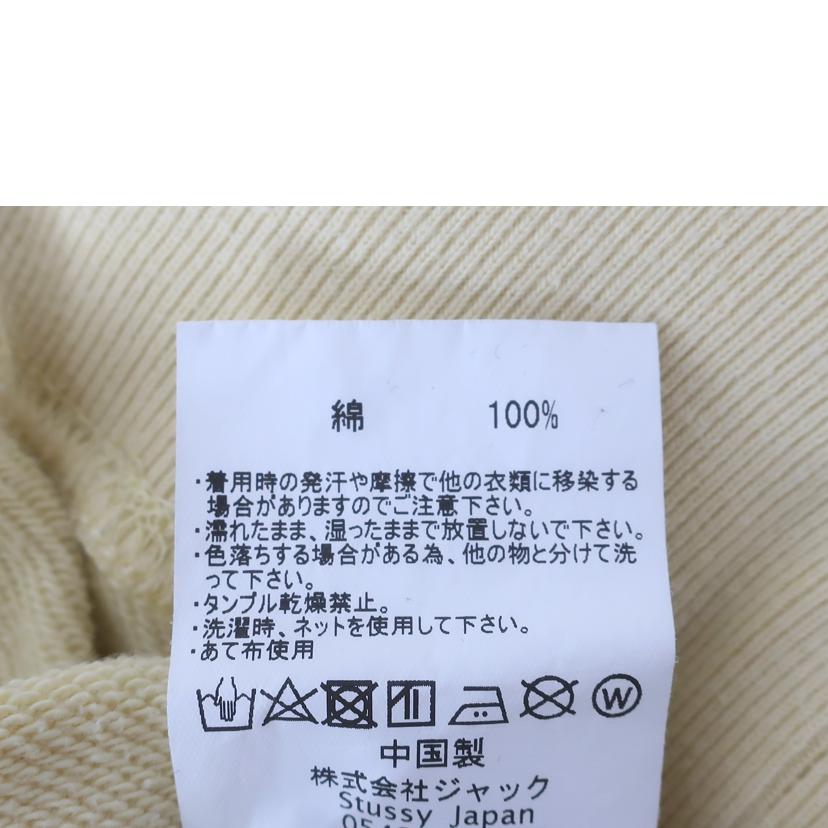 綿 100%
・着用時の発汗や摩擦で他の衣類に移染する
場合がありますのでご注意下さい。
・濡れたまま、湿ったままで放置しないで下さい。
・色落ちする場合がある為、他の物と分けて洗
って下さい。
・タンブル乾燥禁止。
・洗濯時、ネットを使用して下さい。
・あて布使用
W
中国製
株式会社ジャック
Stussy Japan